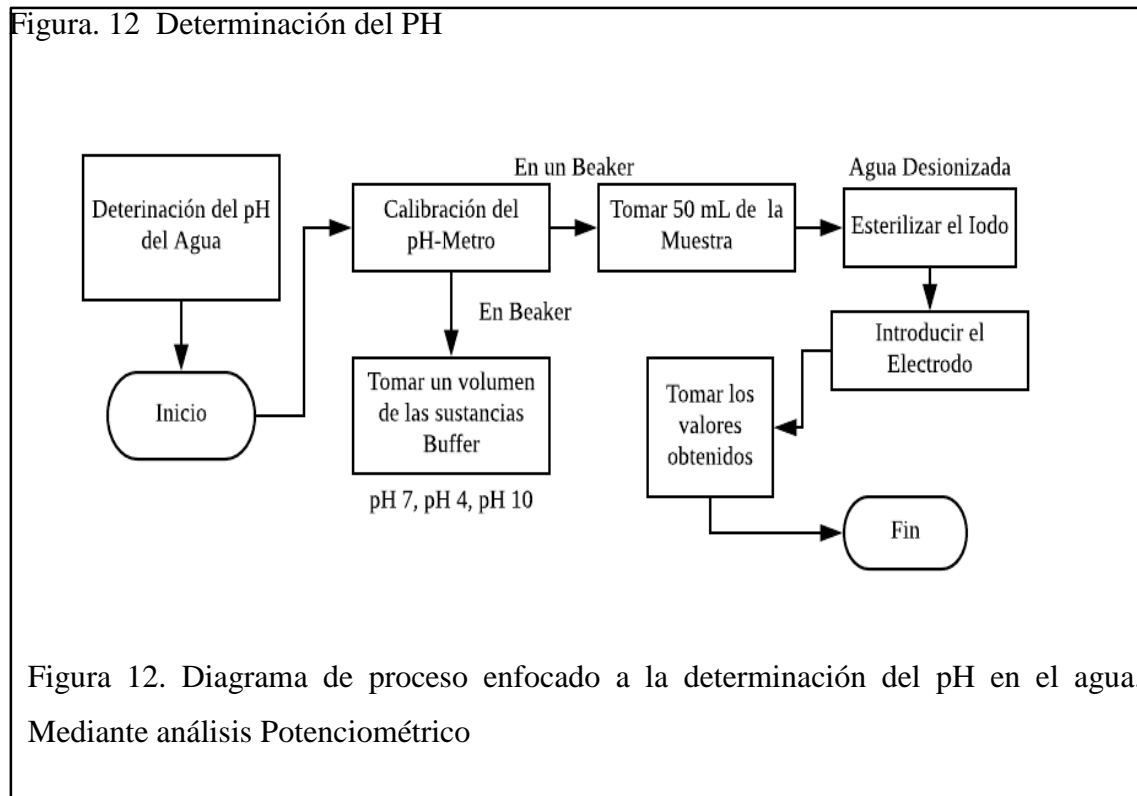 Figura. 12  Determinación del PH
Deterinación del pH
del Agua
Inicio
Calibración del
pH-Metro
En Beaker
Tomar un volumen
de las sustancias
Buffer
pH 7, pH 4, pH 10
En un Beaker
Tomar 50 mL de  la
Muestra
Agua Desionizada
Esterilizar el Iodo
Introducir el
Electrodo
Tomar los
valores
obtenidos
Fin
Figura 12. Diagrama de proceso enfocado a la determinación del pH en el agua.
Mediante análisis Potenciométrico